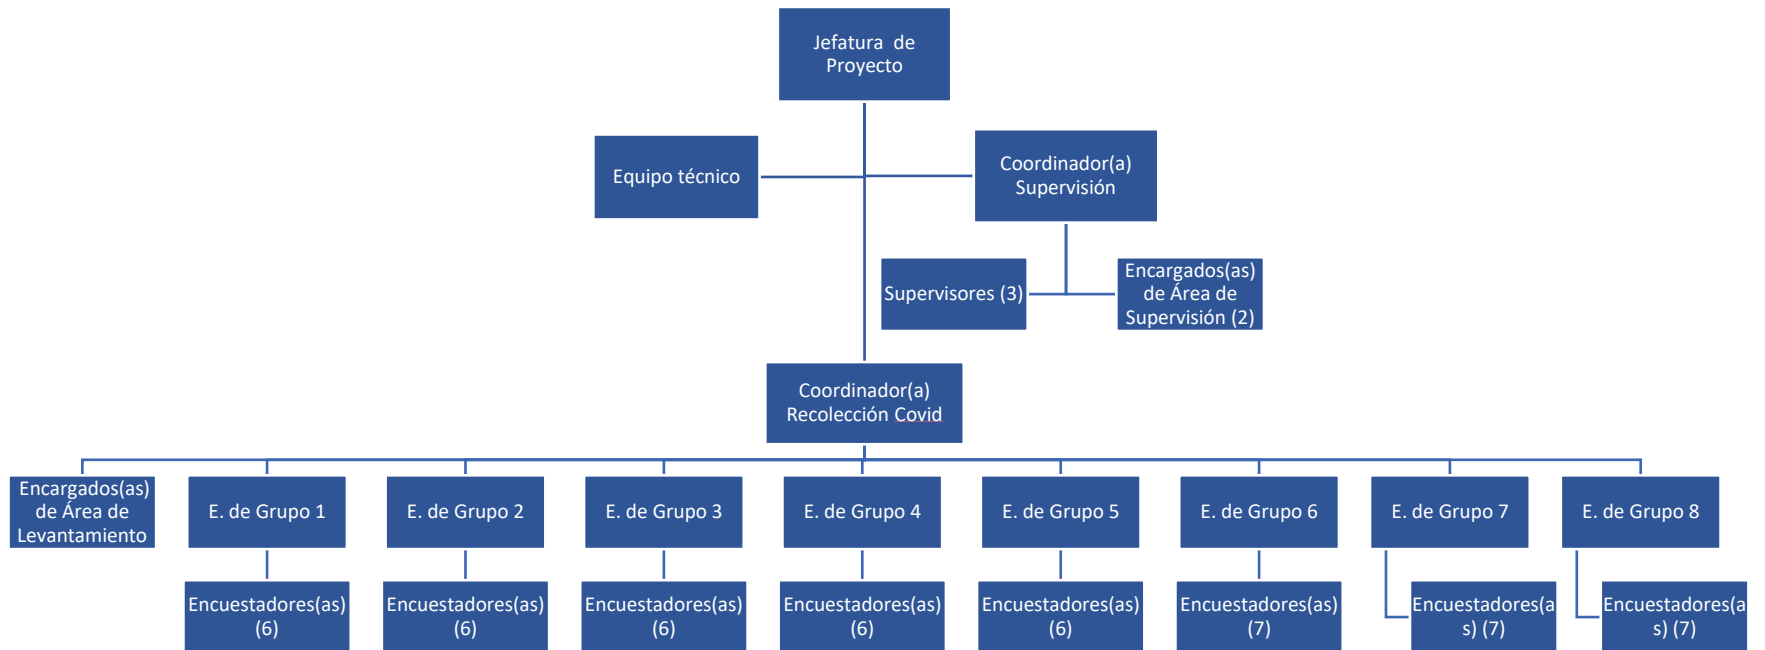 Jefatura de
Proyecto
Equipo técnico
Coordinador(a)
Supervisión
Supervisores (3)
Encargados(as)
de Área de
Supervisión (2)
Coordinador(a)
Recolección Covid
Encargados(as)
de Área de
Levantamiento
E. de Grupo 1
E. de Grupo 2
E. de Grupo 3
E. de Grupo 4
E. de Grupo 5
E. de Grupo 6
E. de Grupo 7
E. de Grupo 8
Encuestadores(as)
(6)
Encuestadores(as)
(6)
Encuestadores(as)
(6)
Encuestadores(as)
(6)
Encuestadores(as)
(6)
Encuestadores(as)
(7)
Encuestadores(a
s) (7)
Encuestadores(a
s) (7)